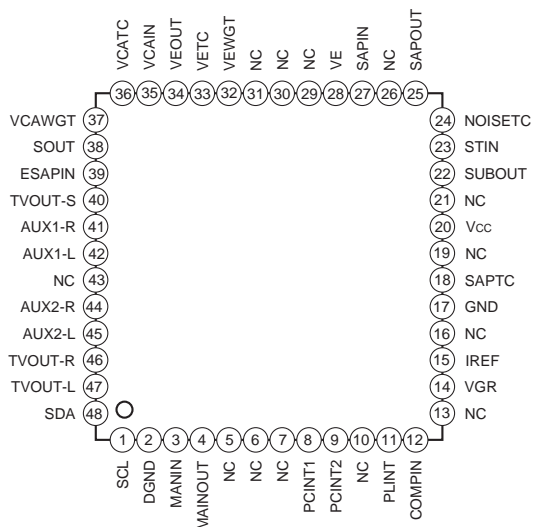 VCATC
VCAIN
VEOUT
VETC
VEWGT
NC
NC
NC
VE
SAPIN
NC
SAPOUT
36 35 34 33 32 31 30 29 28 27 26 25
VCAWGT 37
SOUT 38
ESAPIN 39
TVOUT-S 40
AUX1-R 41
AUX1-L 42
NC 43
AUX2-R 44
AUX2-L 45
TVOUT-R 46
TVOUT-L 47
SDA 48
24 NOISETC
23 STIN
22 SUBOUT
21 NC
20 Vcc
19 NC
18 SAPTC
17 GND
16 NC
15 IREF
14 VGR
13 NC
1 2 3 4 5 6 7 8 9 10 11 12
SCL
DGND
MANIN
MAINOUT
NC
NC
NC
PCINT1
PCINT2
NC
PLINT
COMPIN